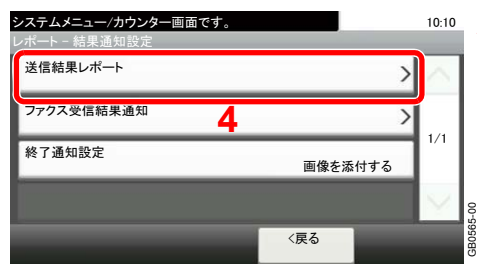 システムメニュー/カウンター画面です。
10:10
レポート - 結果通知設定
送信結果レポート
ファクス受信結果通知
4
1/1
終了通知設定
画像を添付する
<戻る
GB0565-00